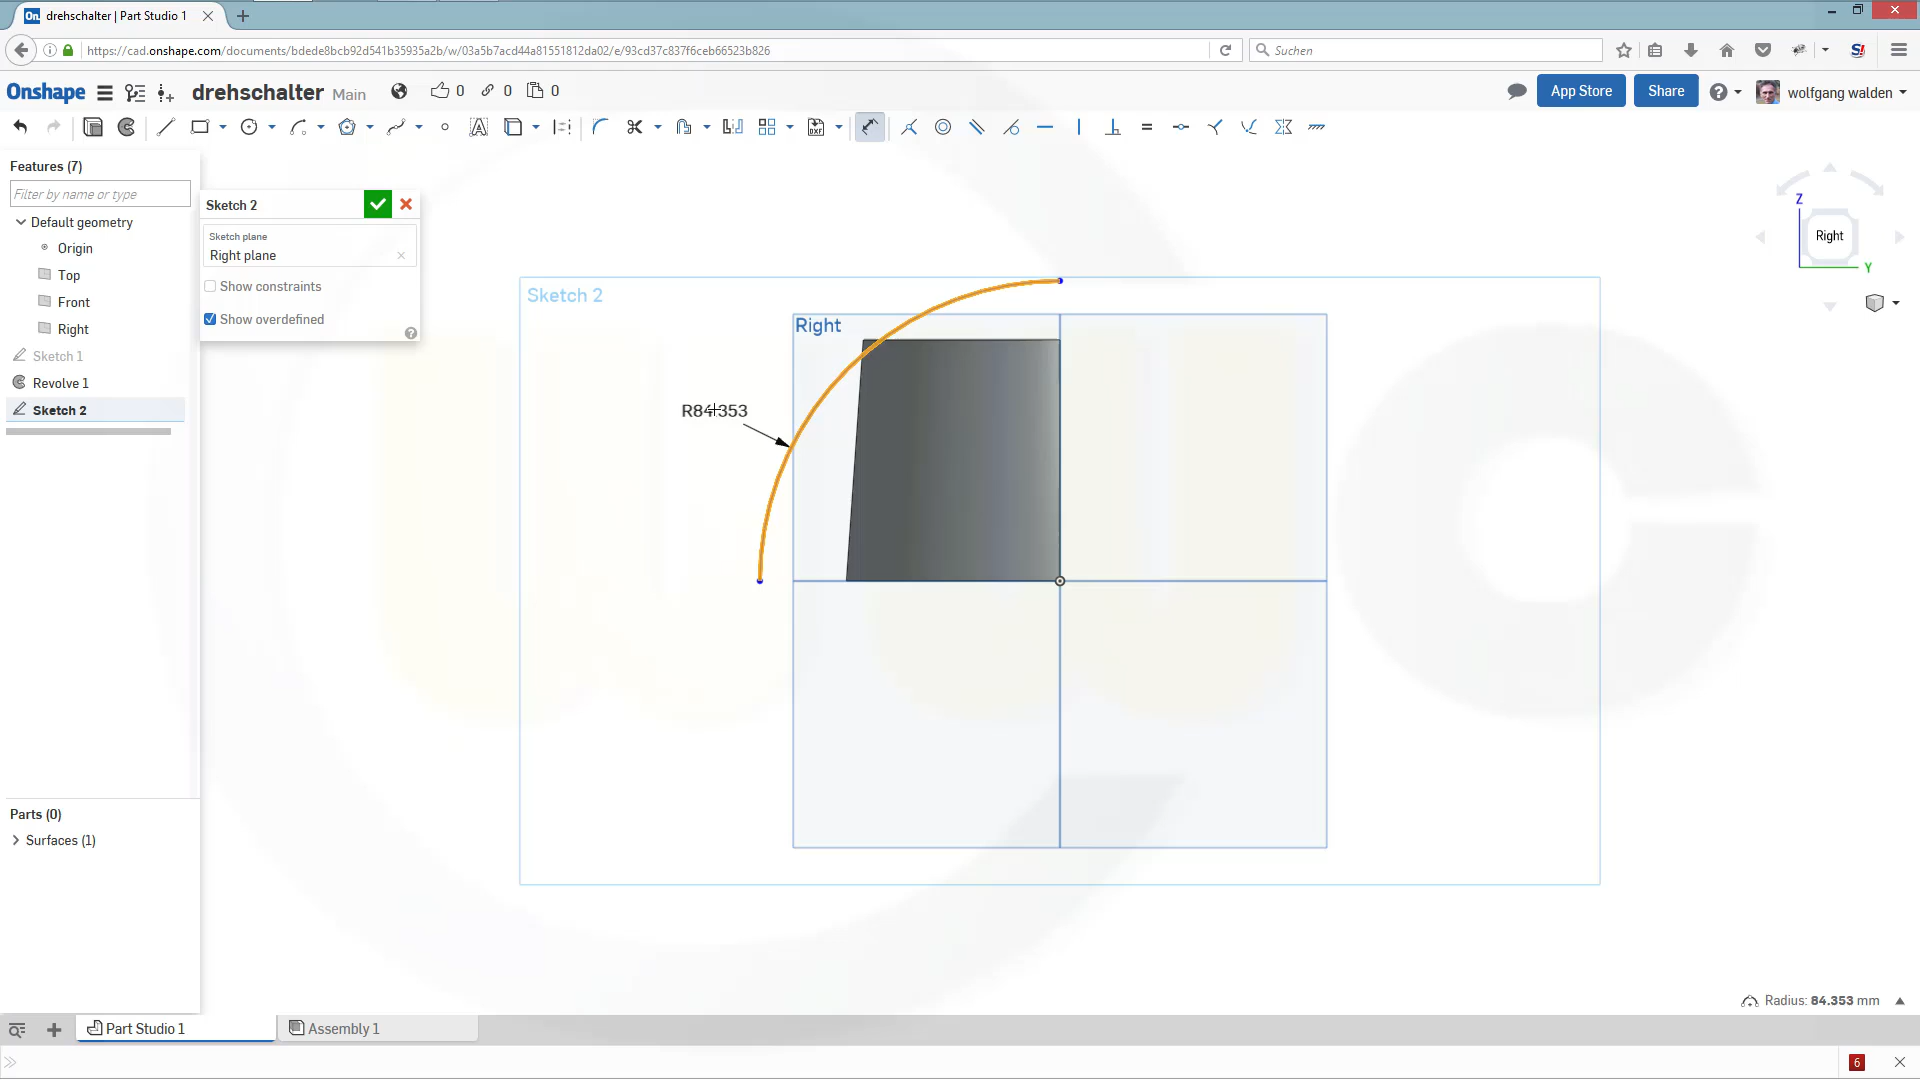 drehschalter | Part Studio 1
https://cad.onshape.com/documents/bdede8bcb92d541b35935a2b/w/03a5b7acd44a81551812da02/e/93cd37c837f6ceb66523b826
Suchen
Onshape
drehschalter Main
0
0
0
App Store
Share
wolfgang walden
Features (7)
Filter by name or type
Default geometry
Origin
Top
Front
Right
Sketch 1
Revolve 1
Sketch 2
Sketch 2
Sketch plane
Right plane
Show constraints
Show overdefined
Sketch 2
Right
R84.353
Z
Right
Y
Parts (0)
Surfaces (1)
Radius: 84.353 mm
Part Studio 1
Assembly 1
6